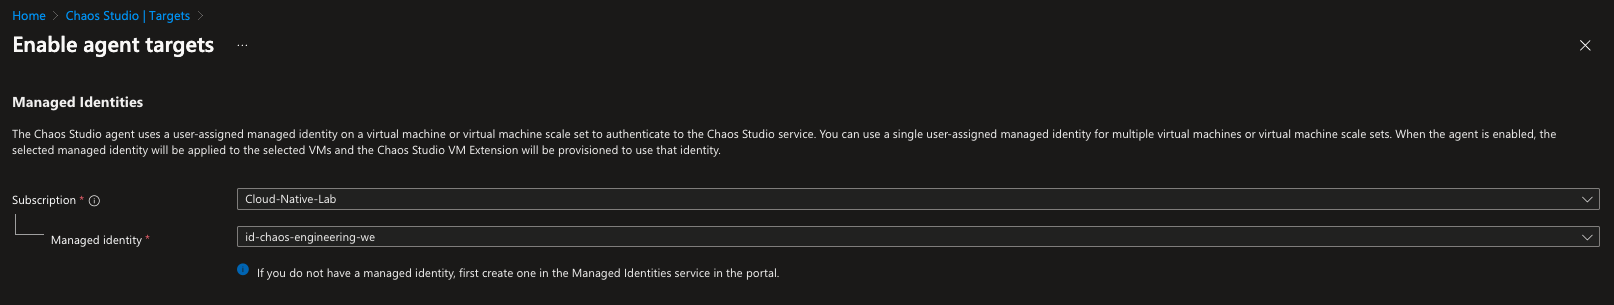 Home > Chaos Studio | Targets >
Enable agent targets ...
Managed Identities
The Chaos Studio agent uses a user-assigned managed identity on a virtual machine or virtual machine scale set to authenticate to the Chaos Studio service. You can use a single user-assigned managed identity for multiple virtual machines or virtual machine scale sets. When the agent is enabled, the
selected managed identity will be applied to the selected VMs and the Chaos Studio VM Extension will be provisioned to use that identity.
Subscription * Cloud-Native-Lab
Managed identity * id-chaos-engineering-we
If you do not have a managed identity, first create one in the Managed Identities service in the portal.